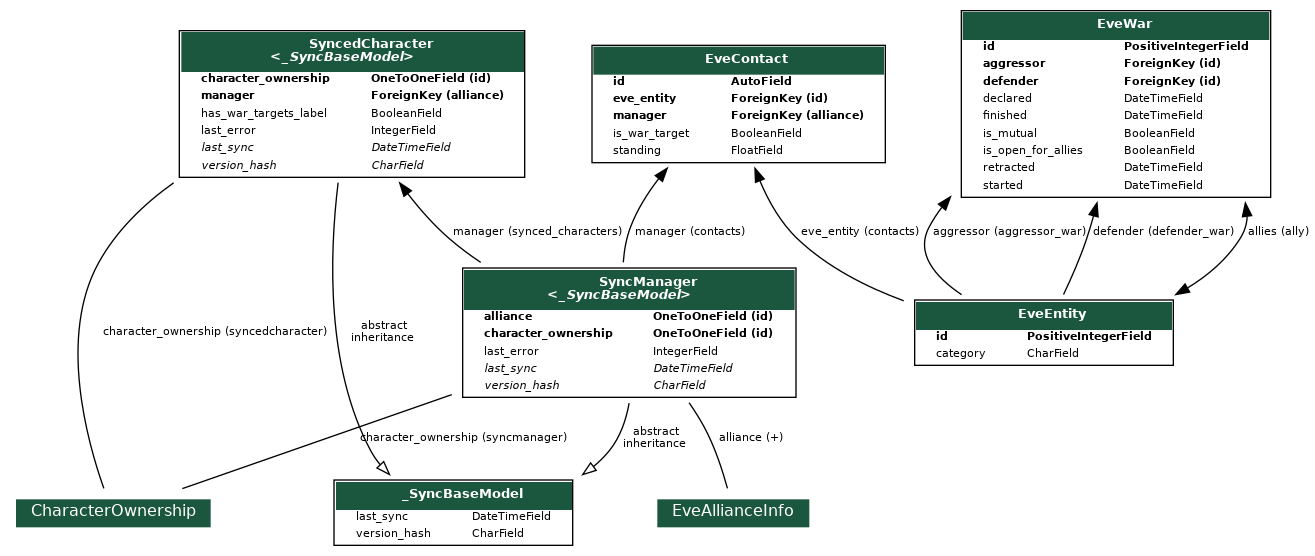 SyncedCharacter
<_SyncBaseModel>
character_ownership OneToOneField (id)
manager ForeignKey (alliance)
has_war_targets_label BooleanField
last_error IntegerField
last_sync DateTimeField
version_hash CharField
EveContact
id AutoField
eve_entity ForeignKey (id)
manager ForeignKey (alliance)
is_war_target BooleanField
standing FloatField
EveWar
id PositiveIntegerField
aggressor ForeignKey (id)
defender ForeignKey (id)
declared DateTimeField
finished DateTimeField
is_mutual BooleanField
is_open_for_allies BooleanField
retracted DateTimeField
started DateTimeField
manager (synced_characters)
manager (contacts)
eve_entity (contacts)
aggressor (aggressor_war)
defender (defender_war)
allies (ally)
SyncManager
<_SyncBaseModel>
alliance OneToOneField (id)
character_ownership OneToOneField (id)
last_error IntegerField
last_sync DateTimeField
version_hash CharField
EveEntity
id PositiveIntegerField
category CharField
character_ownership (syncedcharacter)
abstract
inheritance
character_ownership (syncmanager)
abstract
inheritance
alliance (+)
CharacterOwnership
_SyncBaseModel
last_sync DateTimeField
version_hash CharField
EveAllianceInfo